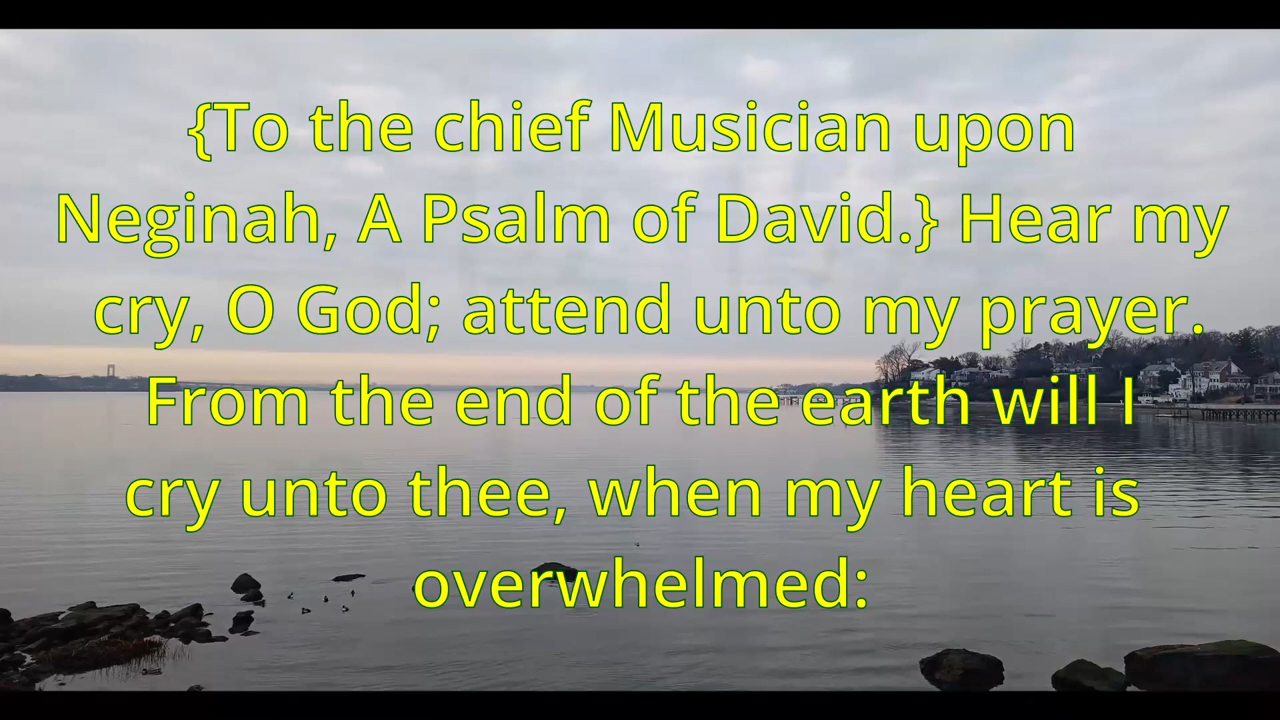 {To the chief Musician upon
Neginah, A Psalm of David.} Hear my
cry, O God; attend unto my prayer.
From the end of the earth will I
cry unto thee, when my heart is
overwhelmed: